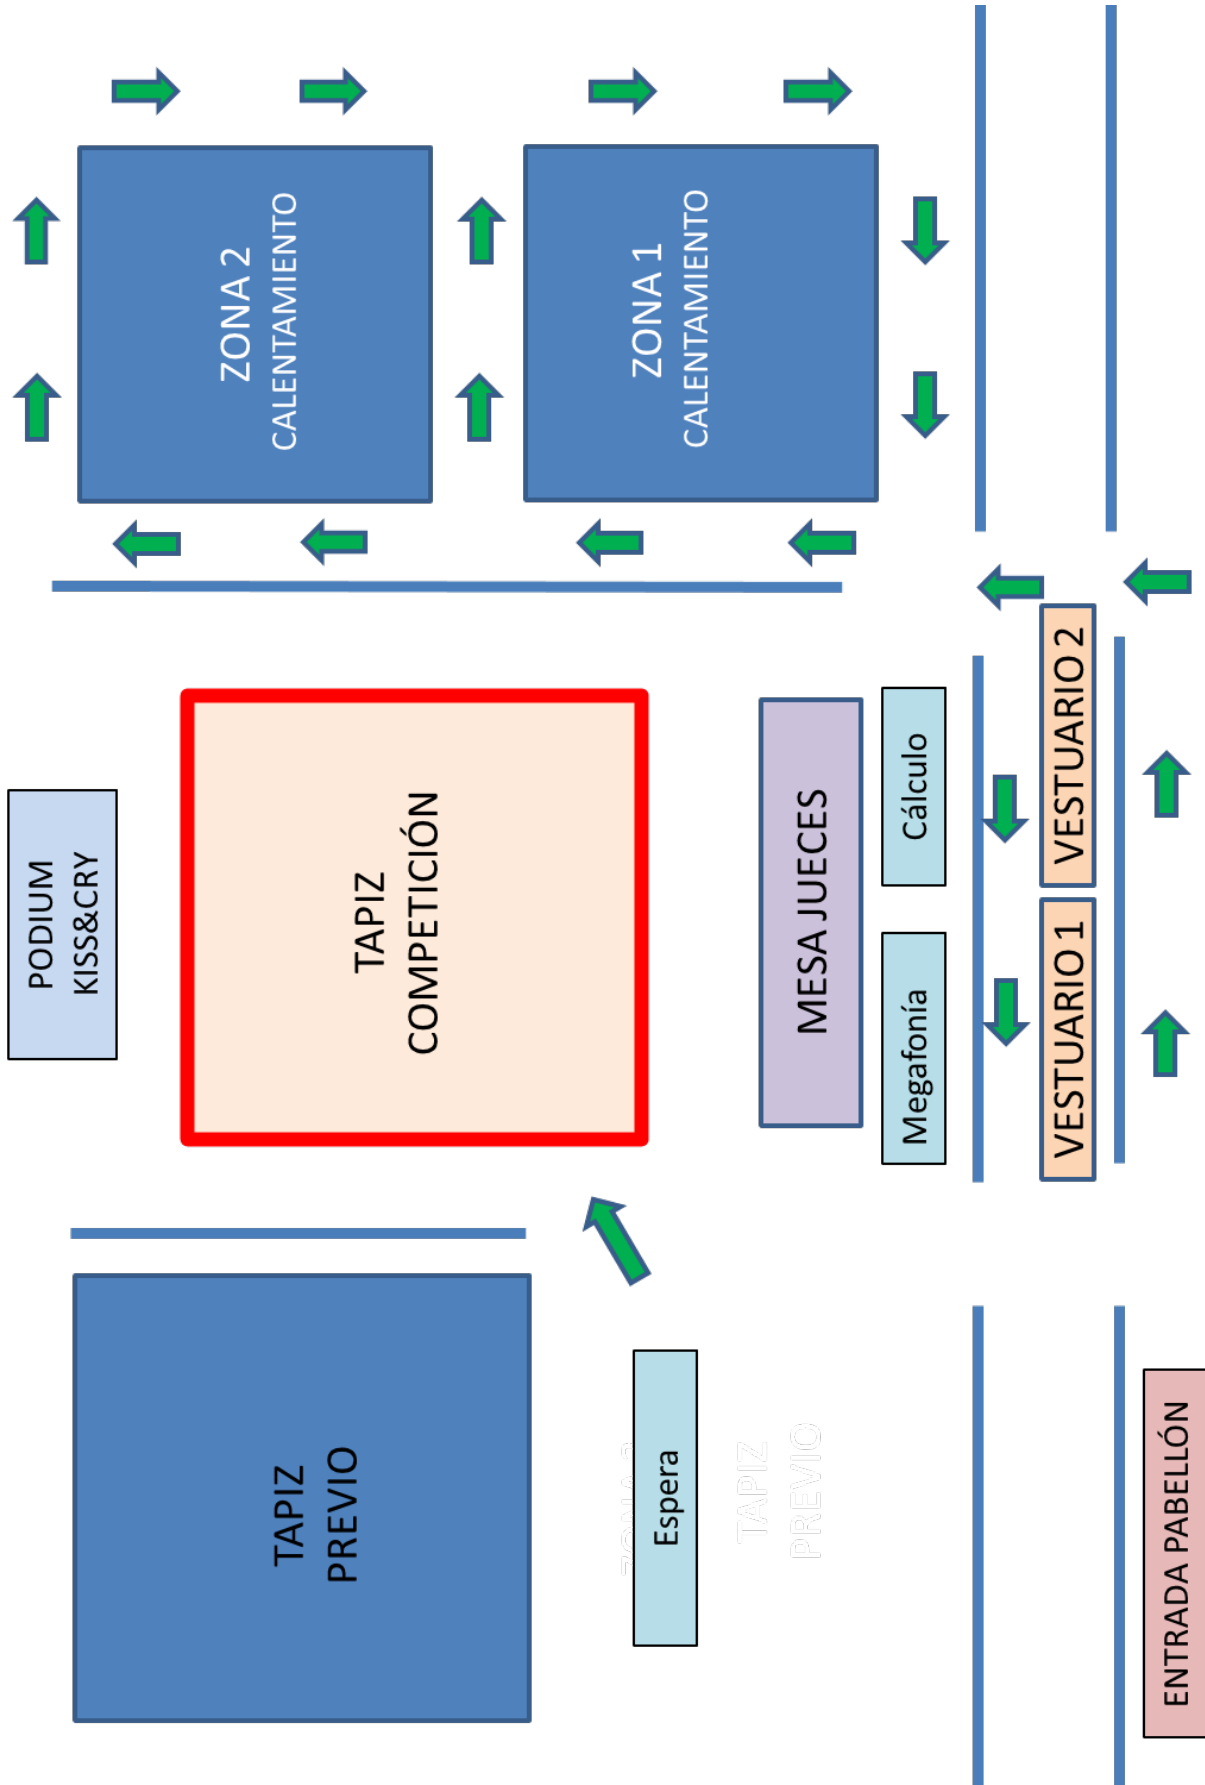 PODIUM
KISS&CRY
TAPIZ
PREVIO
TAPIZ
COMPETICIÓN
ZONA 2
CALENTAMIENTO
ZONA 1
CALENTAMIENTO
Espera
TAPIZ
PREVIO
MESA JUECES
Megafonía
Cálculo
VESTUARIO 1
VESTUARIO 2
ENTRADA PABELLÓN